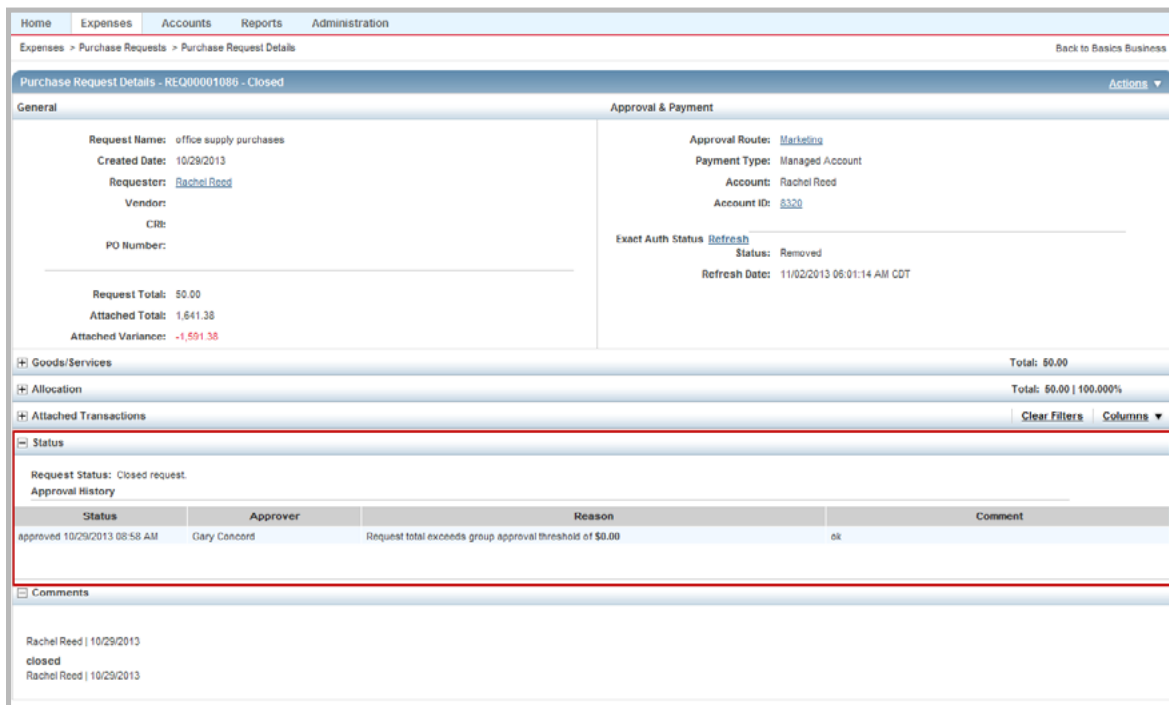 Home Expenses Accounts Reports Administration
Expenses > Purchase Requests > Purchase Request Details Back to Basics Business
Purchase Request Details - REQ00001086 - Closed Actions ▼
General Approval & Payment
Request Name: office supply purchases Approval Route: Marketing
Created Date: 10/29/2013 Payment Type: Managed Account
Requester: Rachel Reed Account: Rachel Reed
Vendor: Account ID: 8320
CRI:
PO Number: Exact Auth Status Refresh
Status: Removed
Refresh Date: 11/02/2013 06:01:14 AM CDT
Request Total: 50.00
Attached Total: 1,641.38
Attached Variance: -1,591.38
Goods/Services Total: 50.00
Allocation Total: 50.00 | 100.000%
Attached Transactions Clear Filters Columns ▼
Status
Request Status: Closed request.
Approval History
Status Approver Reason Comment
approved 10/29/2013 08:58 AM Gary Concord Request total exceeds group approval threshold of $0.00 ok
Comments
Rachel Reed | 10/29/2013
closed
Rachel Reed | 10/29/2013